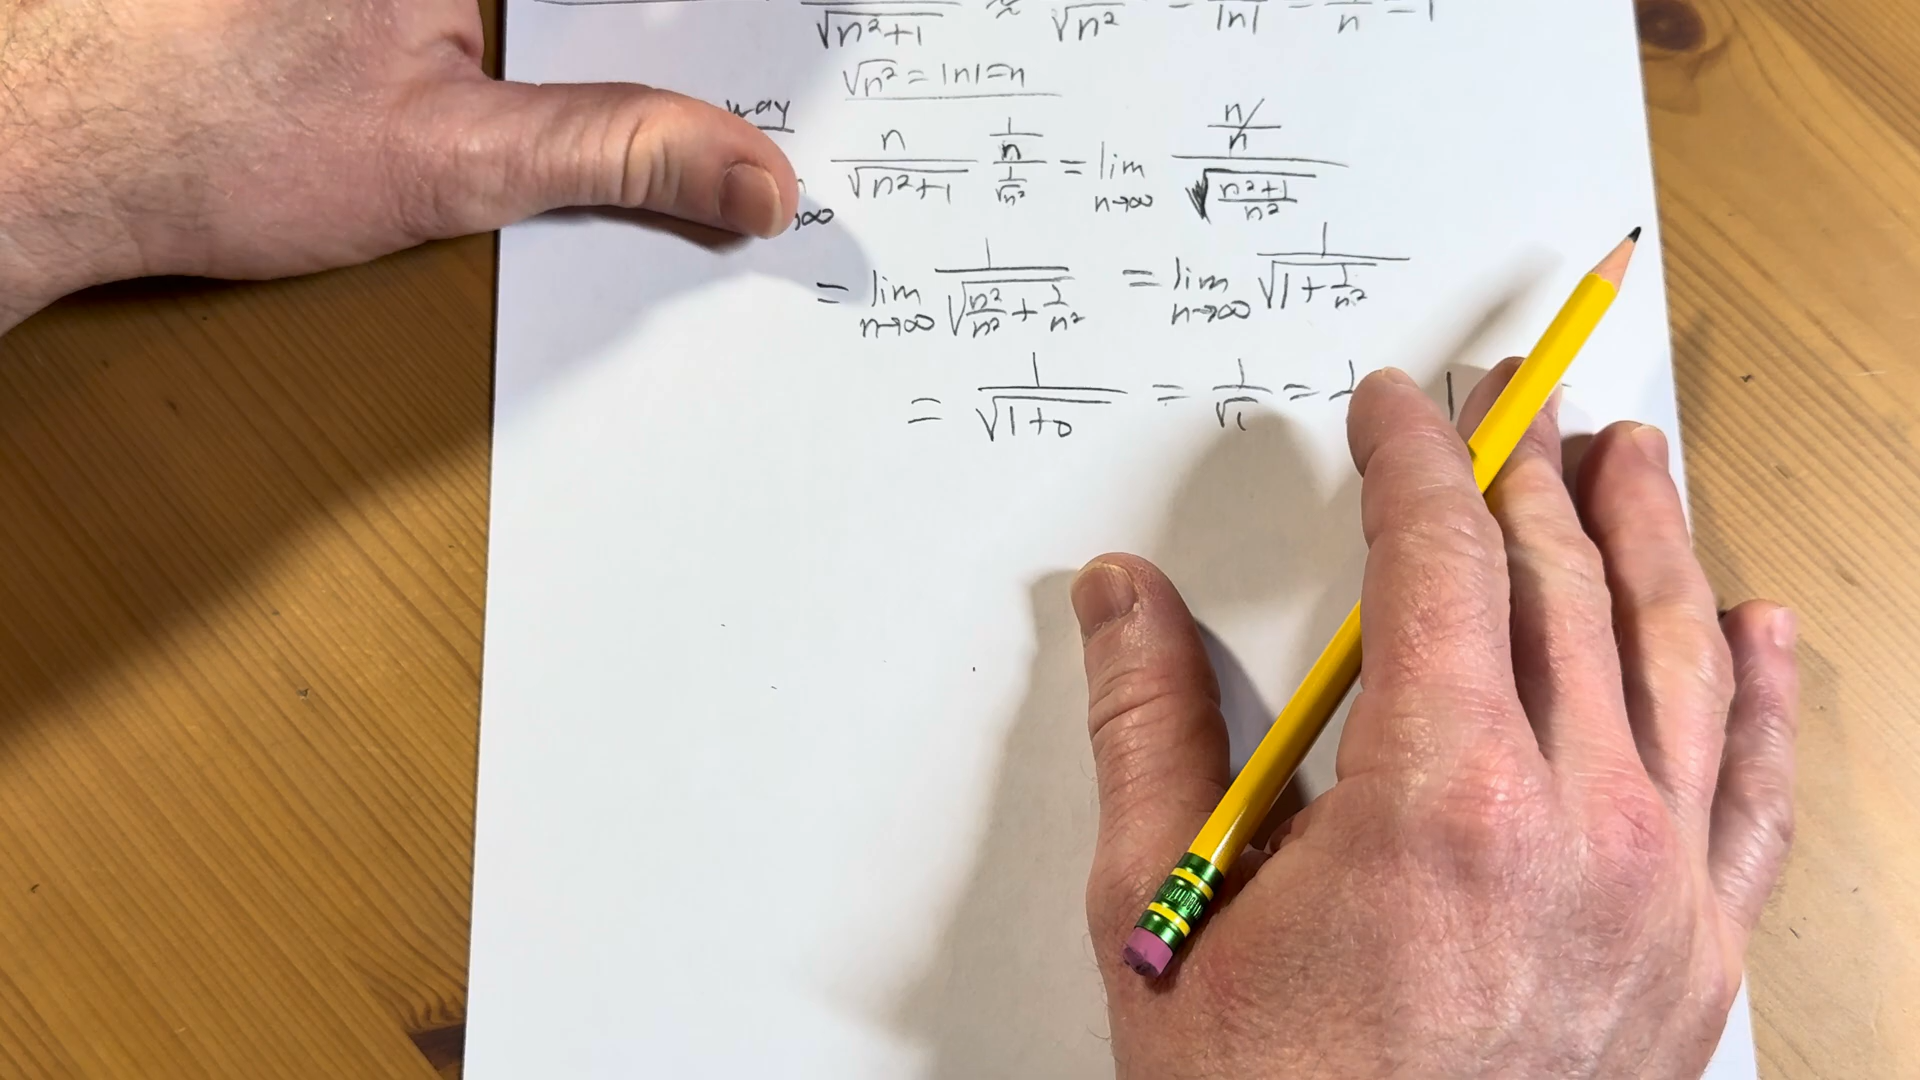 √n²+1 ≈ √n² = |n| = n = 1
√n² = |n| = n
way
∞ n/√n²+1 (1/n)/(1/√n²) = lim n→∞ (n/n)/√(n²+1)/n²
= lim n→∞ 1/√n²/n² + 1/n² = lim n→∞ 1/√1 + 1/n²
= 1/√1+0 = 1/√1 = 1